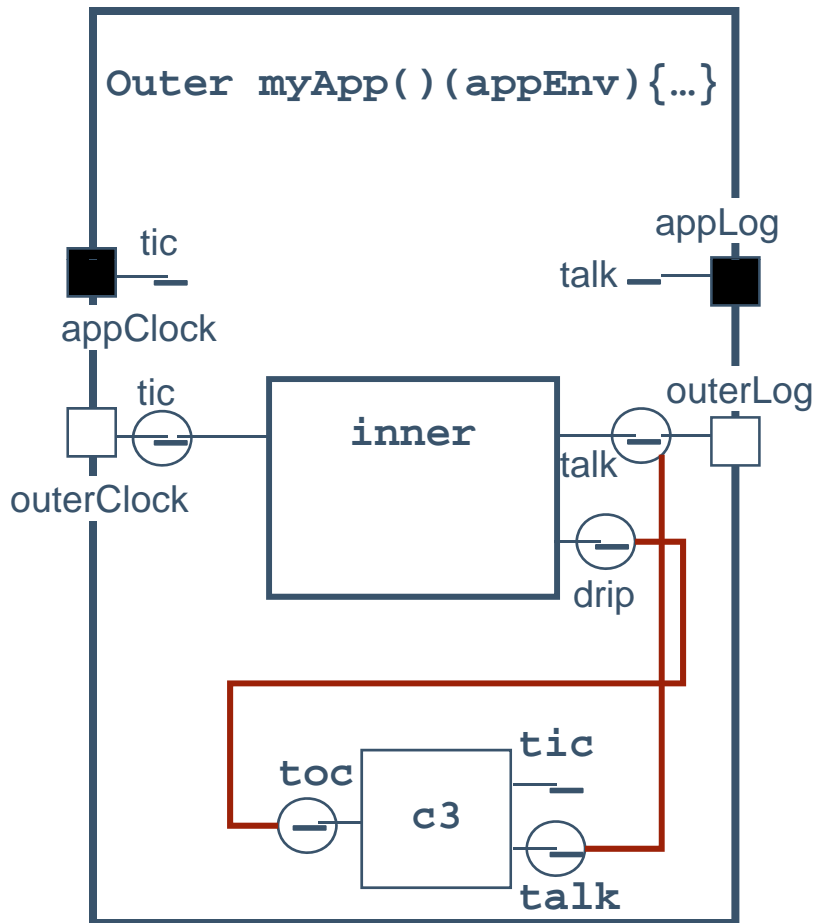 Outer myApp()(appEnv){…}
appLog
tic
talk
appClock
tic
outerLog
inner
talk
outerClock
drip
tic
toc
c3
talk